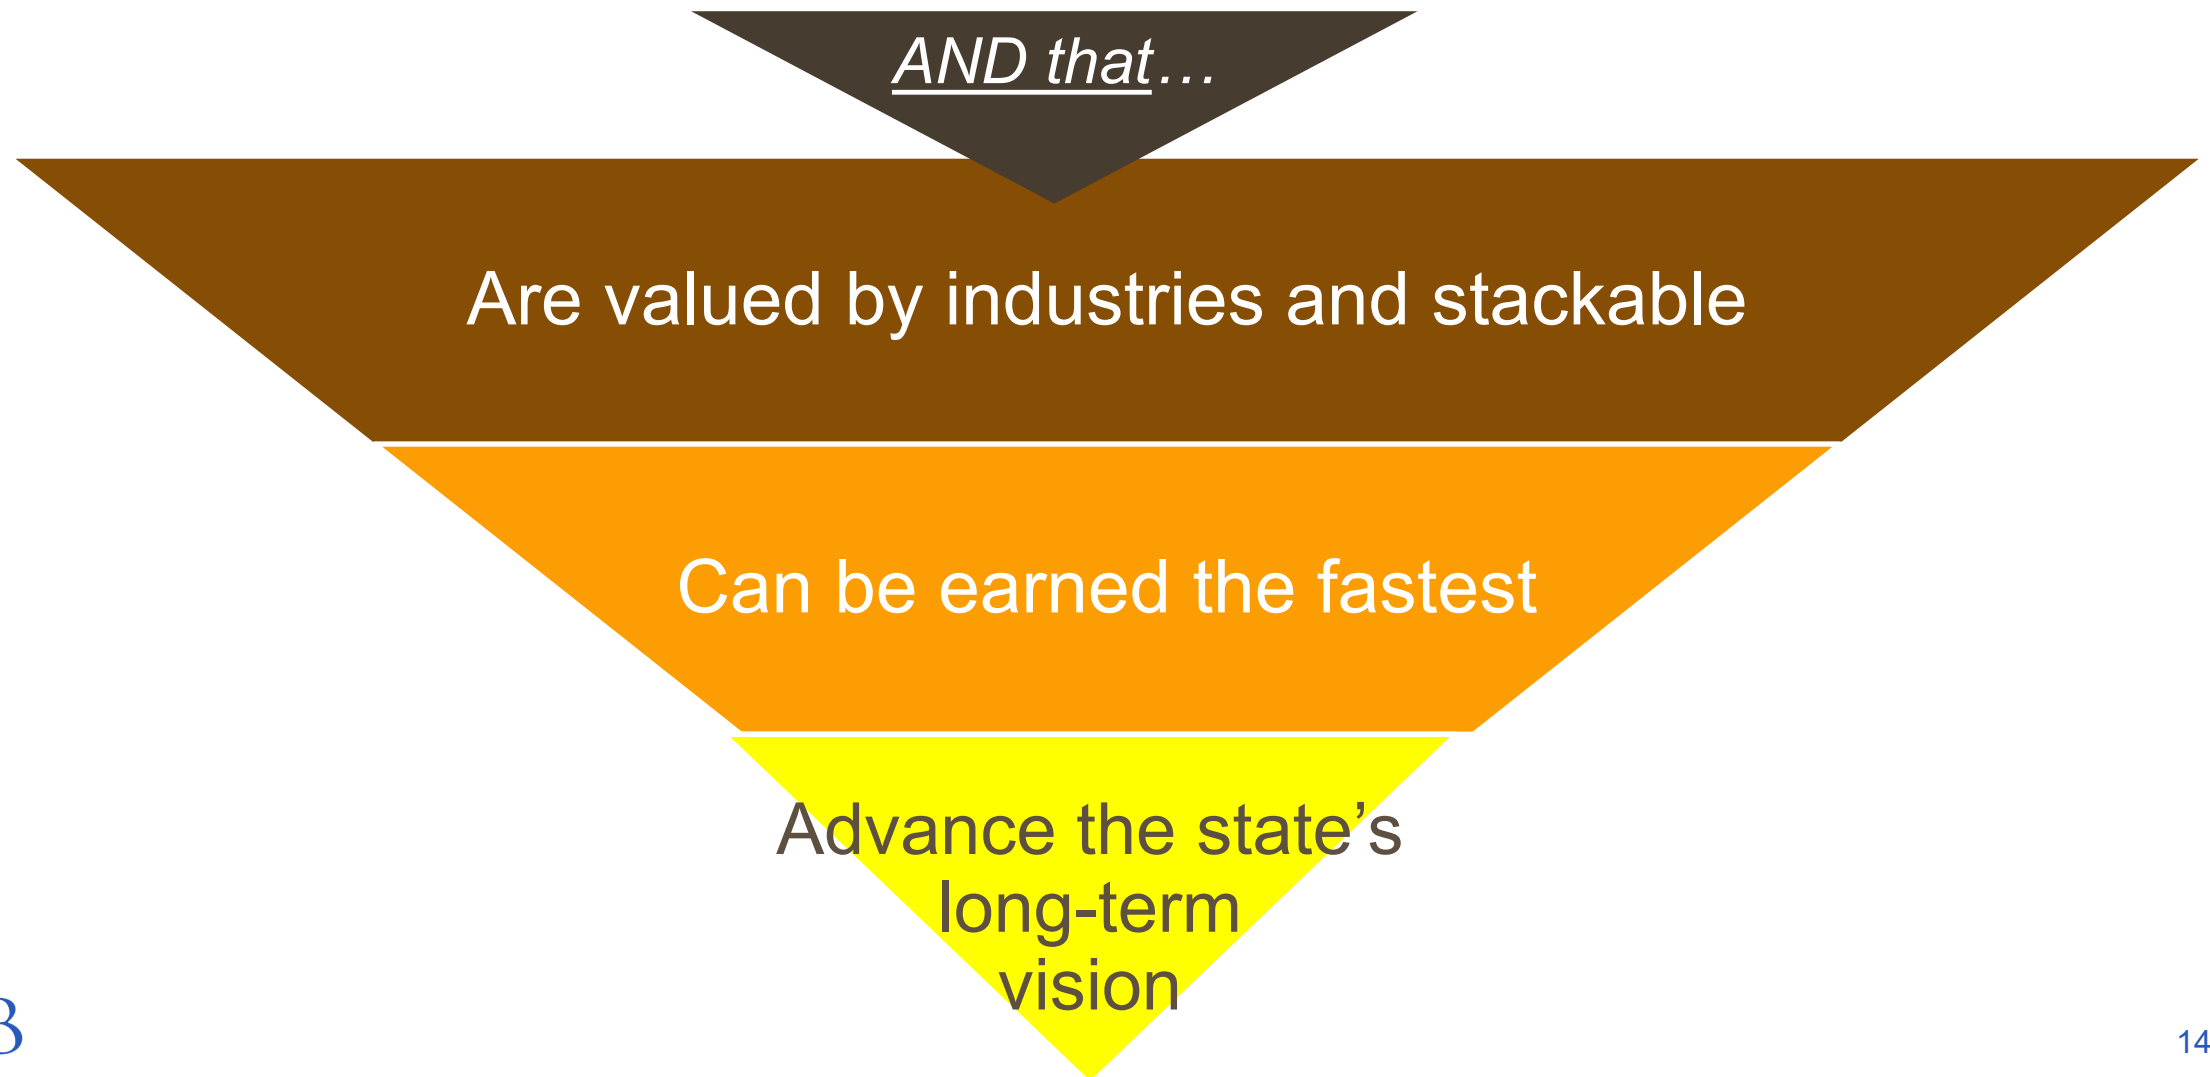 AND that…
Are valued by industries and stackable
Can be earned the fastest
Advance the state’s
long-term
vision
14